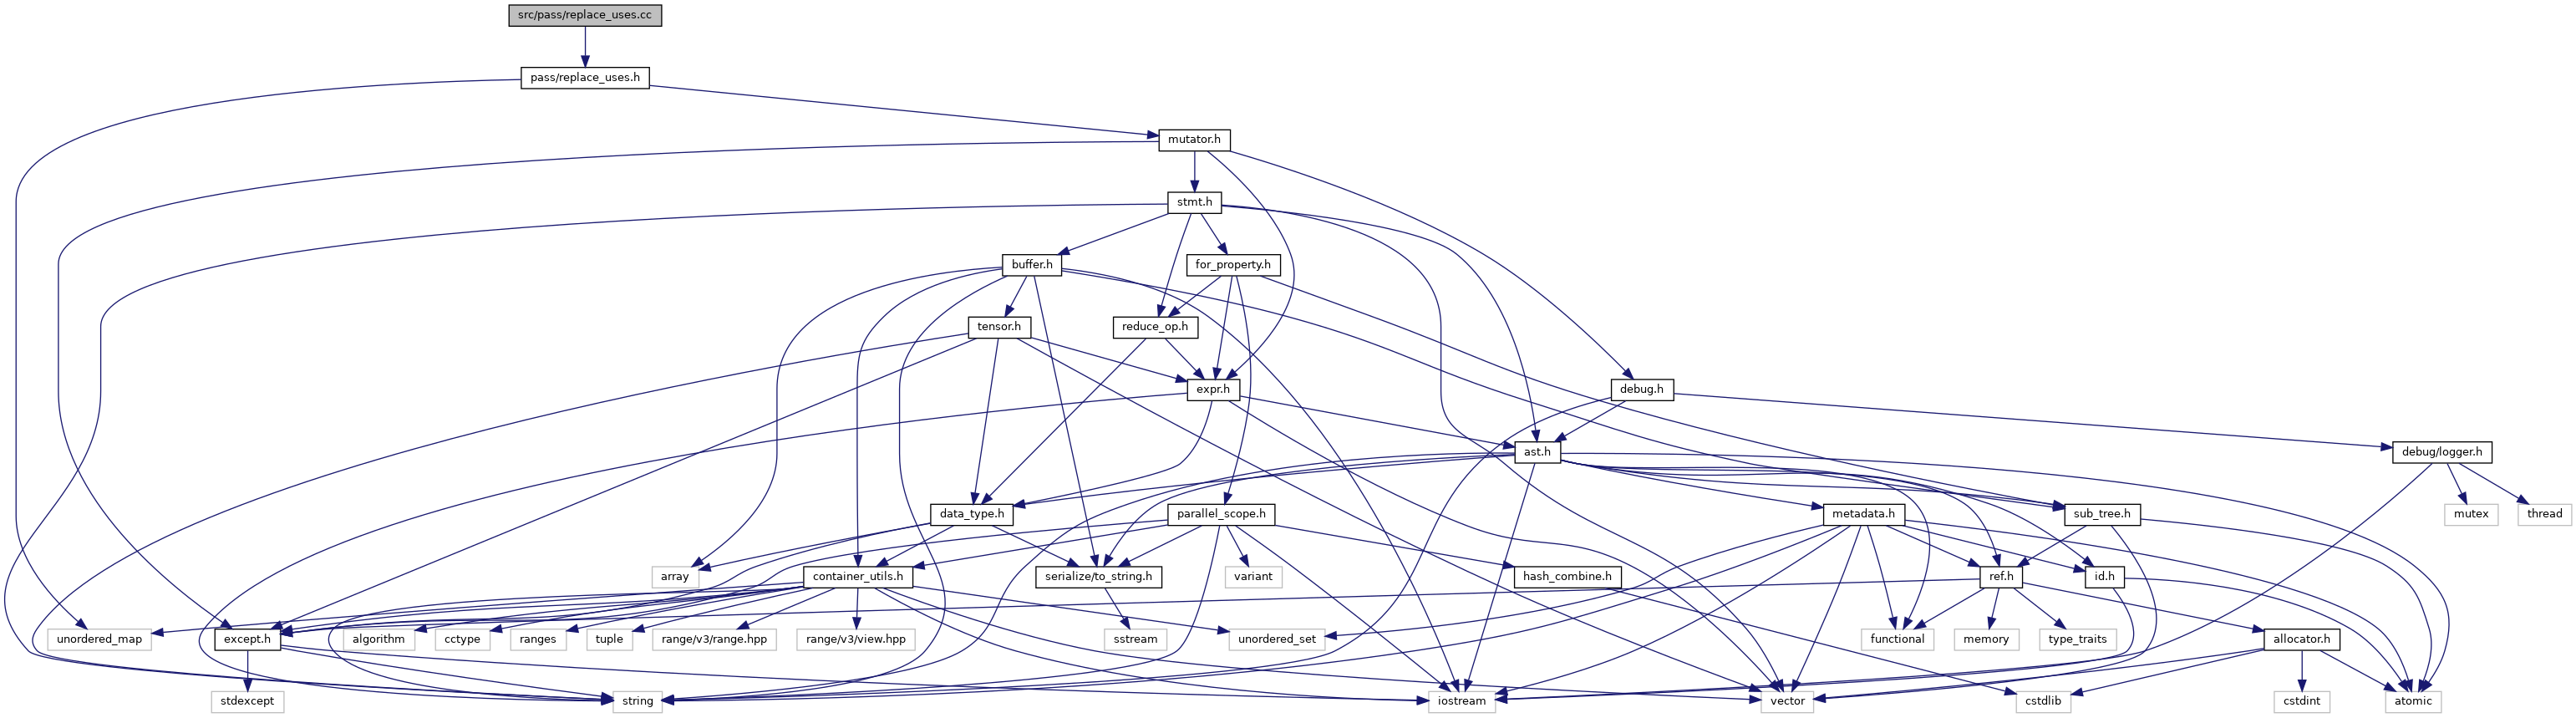 src/pass/replace_uses.cc
pass/replace_uses.h
mutator.h
stmt.h
buffer.h
for_property.h
tensor.h
reduce_op.h
expr.h
debug.h
ast.h
debug/logger.h
data_type.h
parallel_scope.h
metadata.h
sub_tree.h
mutex
thread
array
container_utils.h
serialize/to_string.h
variant
hash_combine.h
ref.h
id.h
unordered_map
except.h
algorithm
cctype
ranges
tuple
range/v3/range.hpp
range/v3/view.hpp
sstream
unordered_set
functional
memory
type_traits
allocator.h
stdexcept
string
iostream
vector
cstdlib
cstdint
atomic